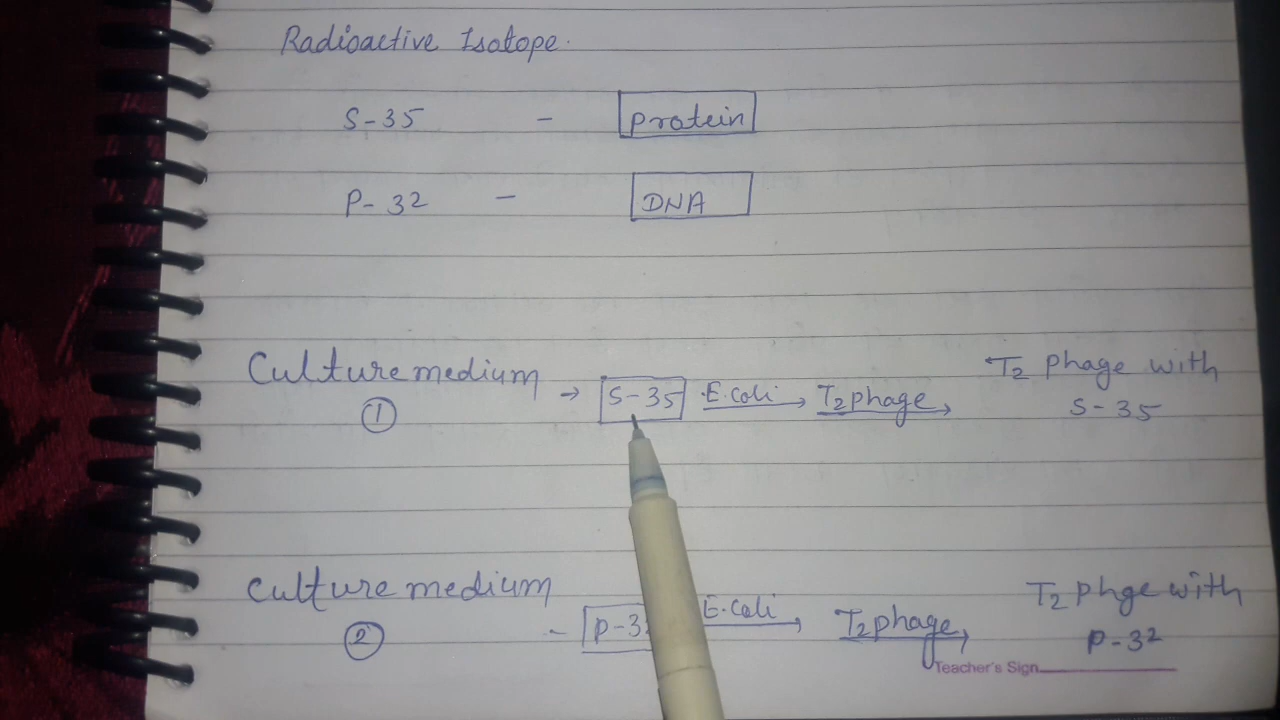 Radioactive Isotope.
S-35 - Protein
P-32 - DNA
Culture medium → S-35 E.coli T2 phage T2 phage with
① S-35
Culture medium - E.Coli T2 phage T2 phge with
② P-32
Teacher's Sign